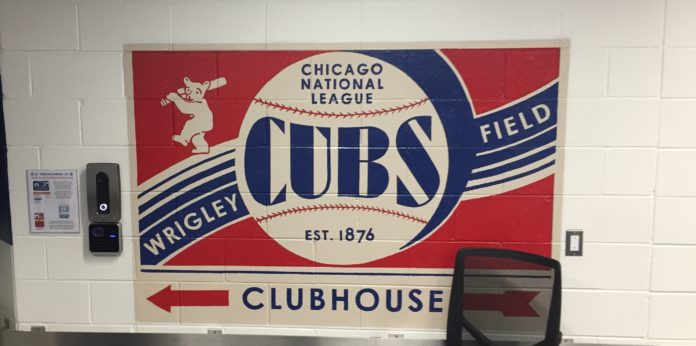 CHICAGO
NATIONAL
LEAGUE
CUBS
WRIGLEY
FIELD
EST. 1876
CLUBHOUSE